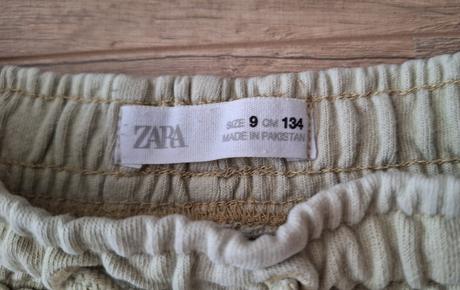 ZARA
SIZE 9 CM 134
MADE IN PAKISTAN